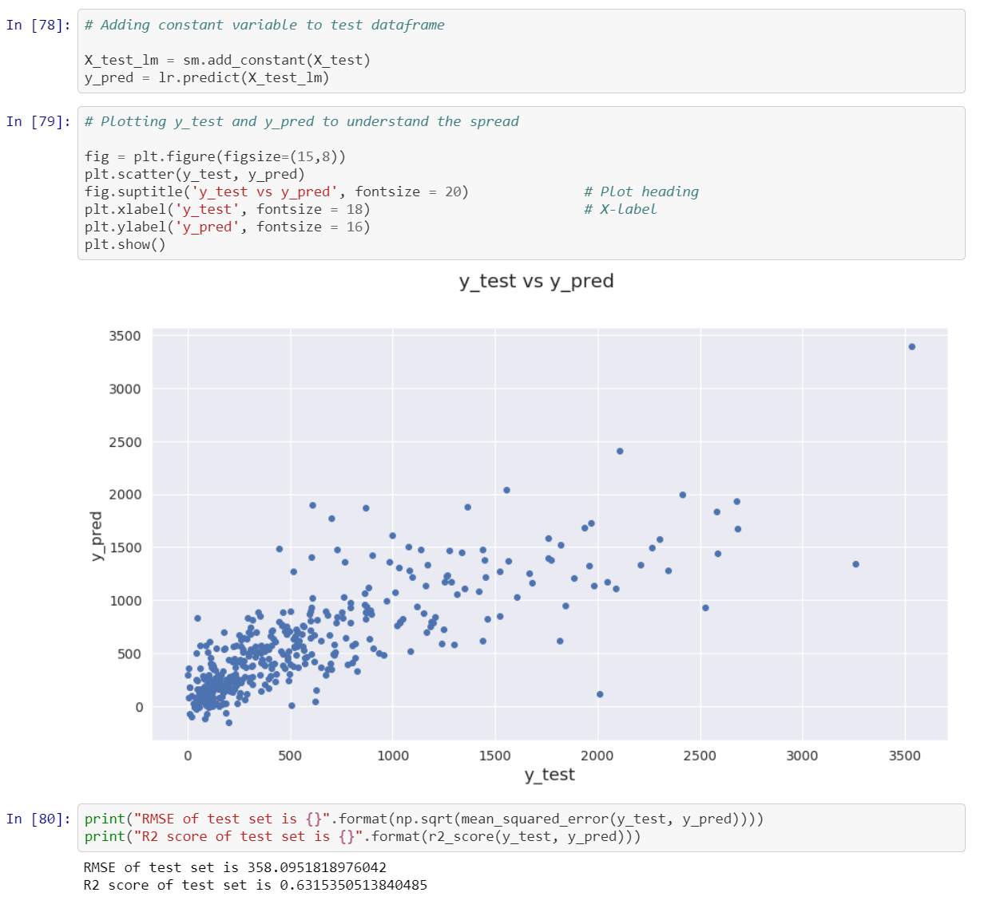 In [78]: # Adding constant variable to test dataframe
X_test_lm = sm.add_constant(X_test)
y_pred = lr.predict(X_test_lm)
In [79]: # Plotting y_test and y_pred to understand the spread
fig = plt.figure(figsize=(15,8))
plt.scatter(y_test, y_pred)
fig.suptitle('y_test vs y_pred', fontsize = 20) # Plot heading
plt.xlabel('y_test', fontsize = 18) # X-label
plt.ylabel('y_pred', fontsize = 16)
plt.show()
y_test vs y_pred
3500
3000
2500
2000
1500
1000
500
0
y_pred
0 500 1000 1500 2000 2500 3000 3500
y_test
In [80]: print("RMSE of test set is {}".format(np.sqrt(mean_squared_error(y_test, y_pred))))
print("R2 score of test set is {}".format(r2_score(y_test, y_pred)))
RMSE of test set is 358.0951818976042
R2 score of test set is 0.6315350513840485